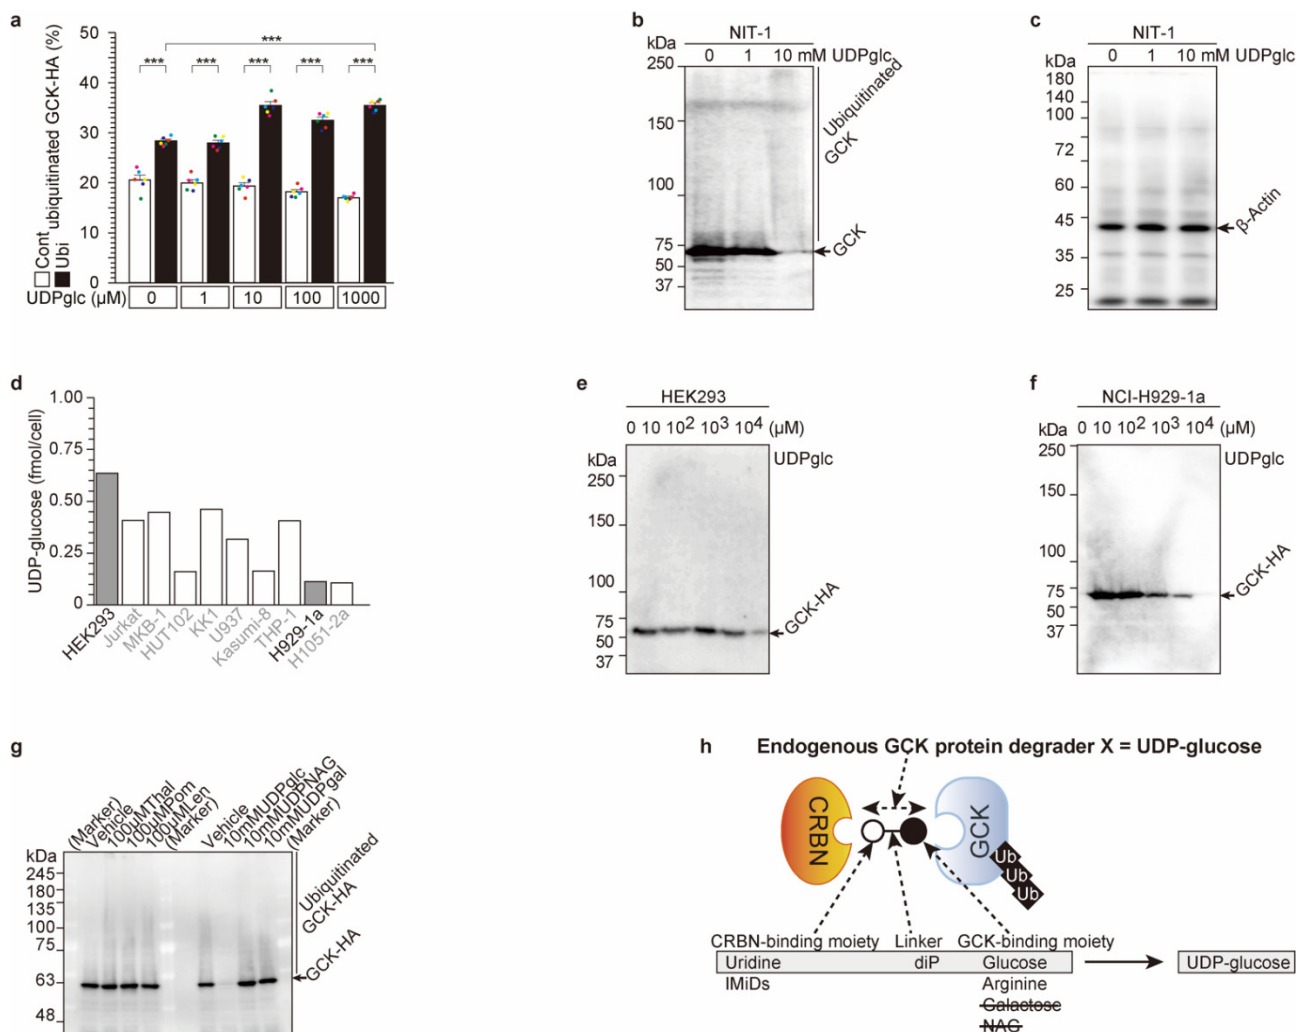 a
Ubiquitinated GCK-HA (%)
50
40
30
20
10
0
***
*** *** *** *** ***
Cont
Ubi
UDPglc (µM)
0 1 10 100 1000
b
NIT-1
kDa
0 1 10 mM UDPglc
250
150
100
75
50
37
Ubiquitinated
GCK
GCK
c
NIT-1
kDa
0 1 10 mM UDPglc
180
140
100
72
60
45
35
25
β-Actin
d
UDP-glucose (fmol/cell)
1.00
0.75
0.50
0.25
0
HEK293
Jurkat
MKB-1
HUT102
KK1
U937
Kasumi-8
THP-1
H929-1a
H1051-2a
e
HEK293
0 10 10² 10³ 10⁴ (µM)
kDa
UDPglc
250
150
100
75
50
37
GCK-HA
f
NCI-H929-1a
0 10 10² 10³ 10⁴ (µM)
kDa
UDPglc
250
150
100
75
50
37
GCK-HA
g
(Marker)
Vehicle
100µMThal
100µMPom
100µMLen
(Marker)
Vehicle
10mMUDPglc
10mMUDPNAG
10mMUDPgal
(Marker)
kDa
245
180
135
100
75
63
48
Ubiquitinated
GCK-HA
GCK-HA
h
Endogenous GCK protein degrader X = UDP-glucose
CRBN
GCK
Ub
Ub
Ub
CRBN-binding moiety Linker GCK-binding moiety
Uridine diP Glucose UDP-glucose
IMiDs Arginine
Galactose
NAG